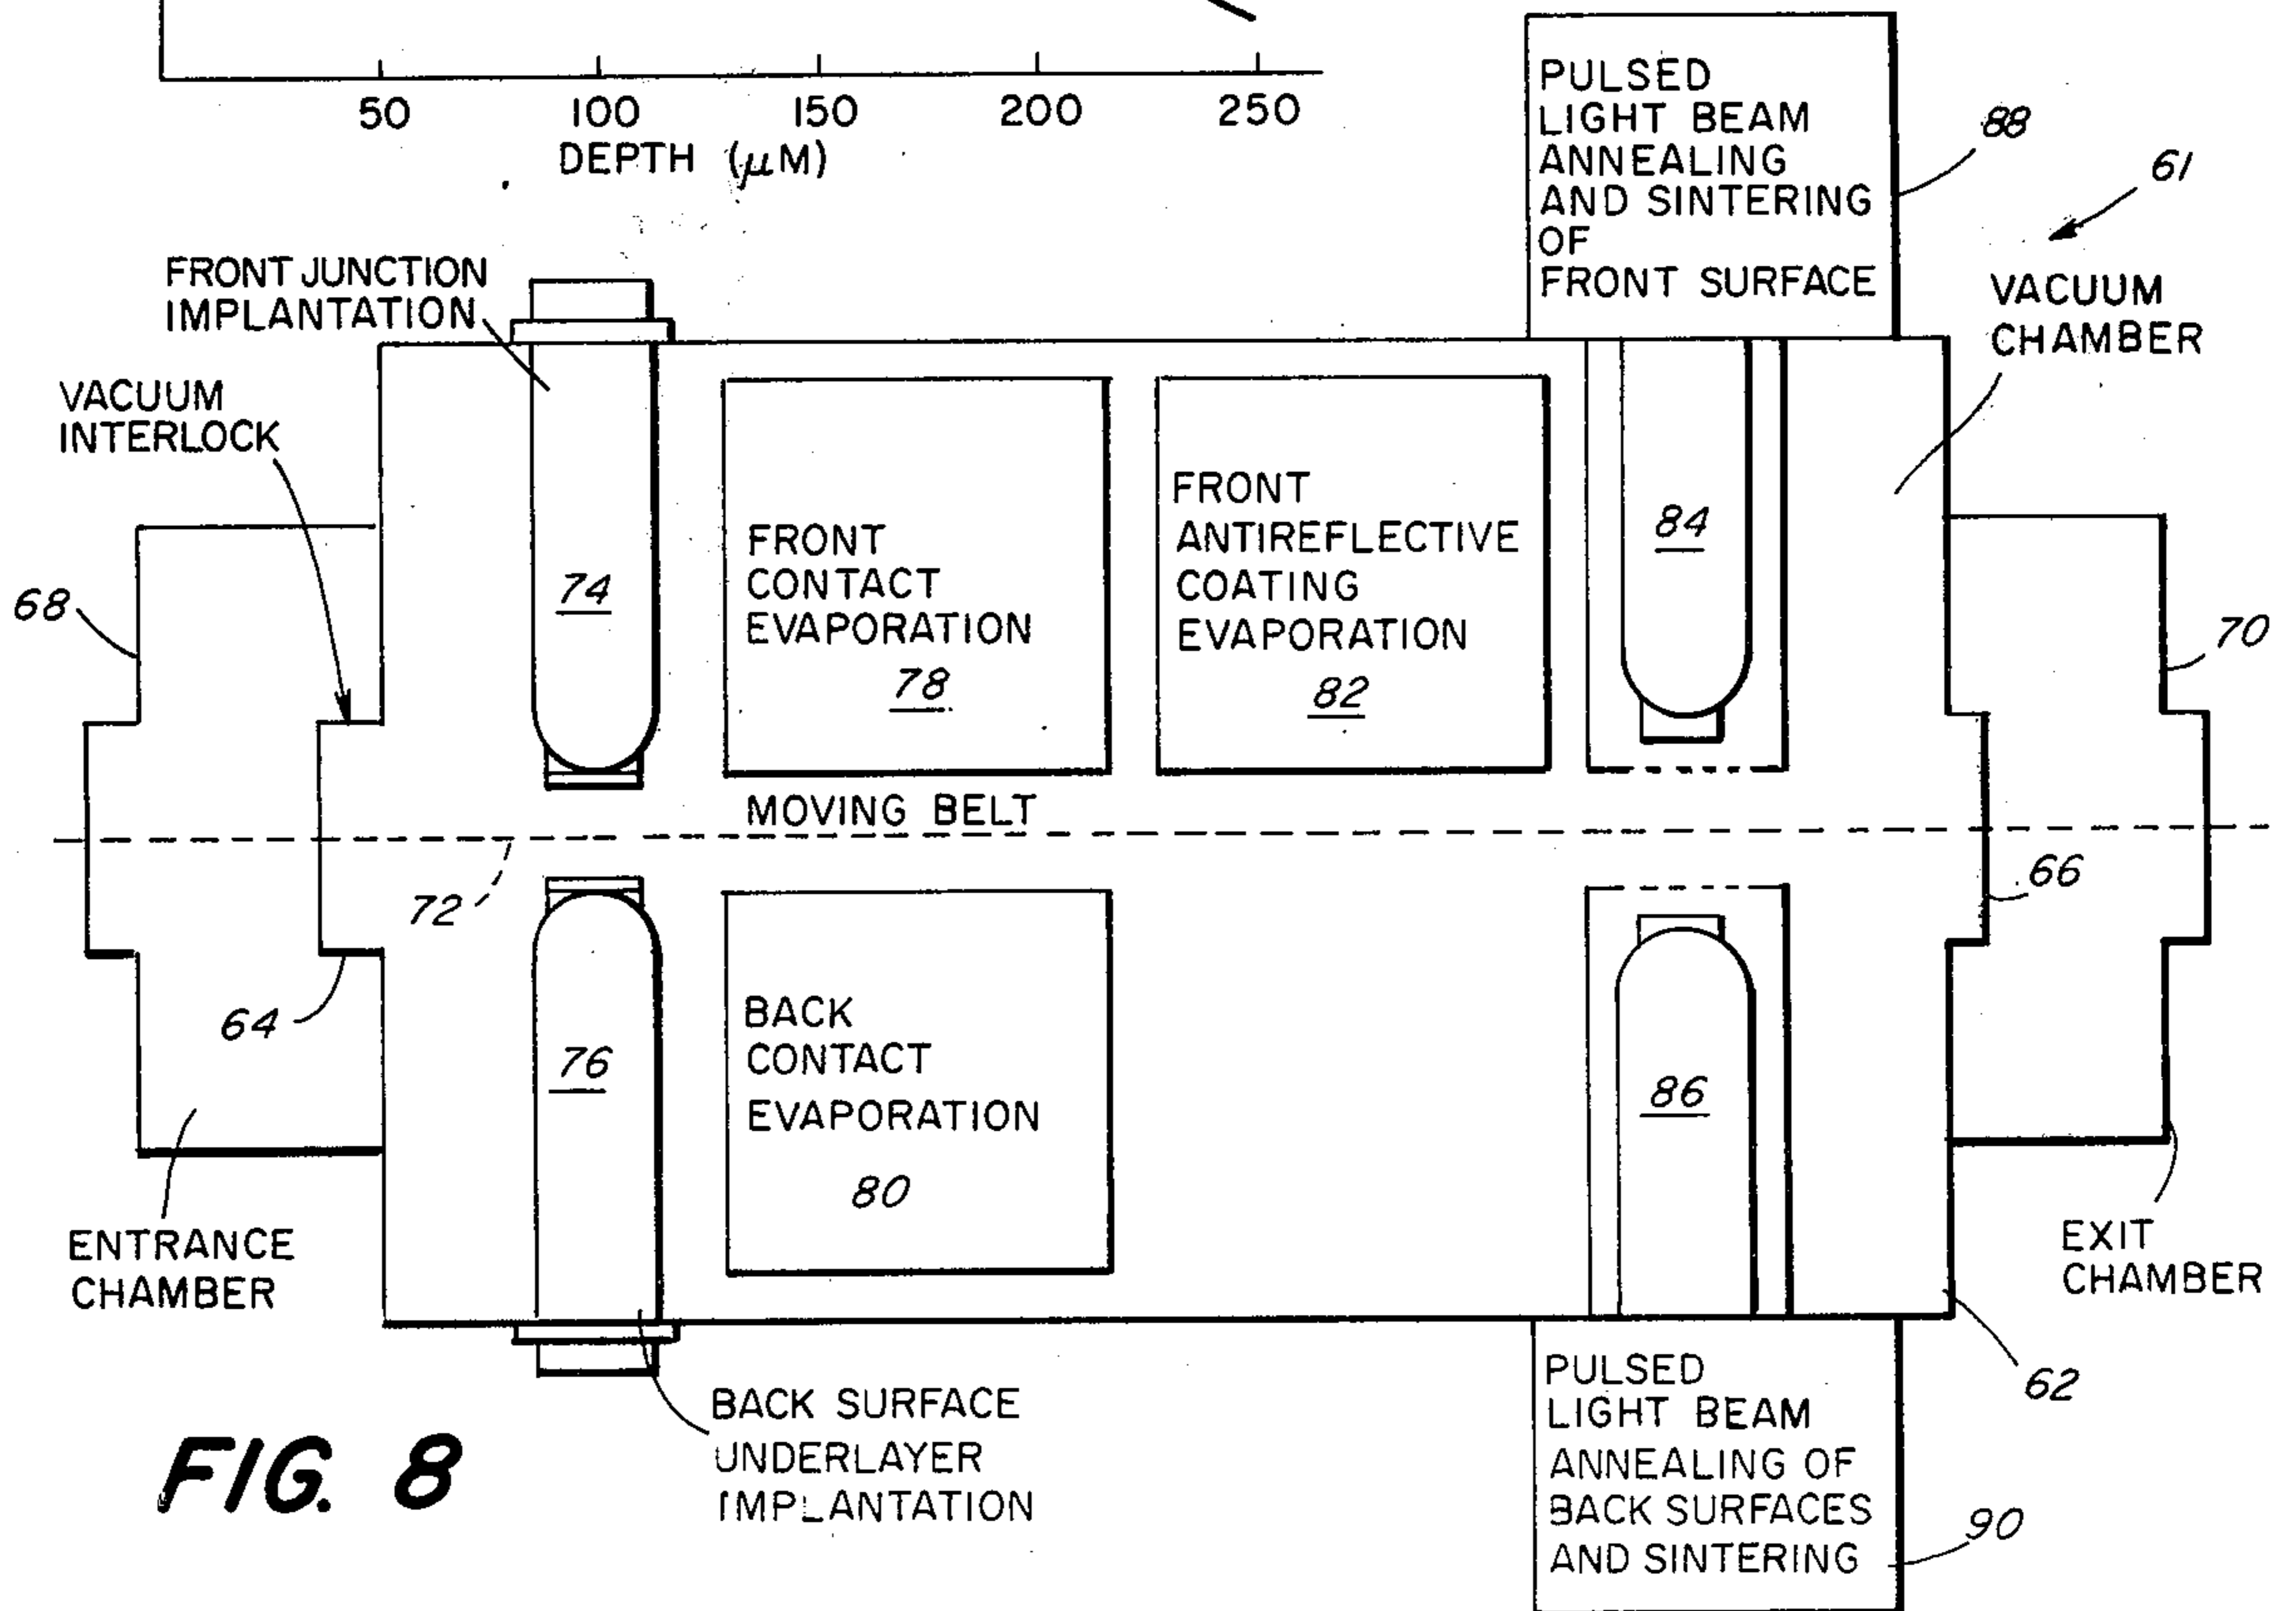 50 100 150 200 250
DEPTH (μM)
PULSED
LIGHT BEAM
ANNEALING
AND SINTERING
OF
FRONT SURFACE
88
61
FRONT JUNCTION
IMPLANTATION
VACUUM
CHAMBER
VACUUM
INTERLOCK
68
74
FRONT
CONTACT
EVAPORATION
78
FRONT
ANTIREFLECTIVE
COATING
EVAPORATION
82
84
70
MOVING BELT
72
66
64
76
BACK
CONTACT
EVAPORATION
80
86
ENTRANCE
CHAMBER
EXIT
CHAMBER
62
BACK SURFACE
UNDERLAYER
IMPLANTATION
PULSED
LIGHT BEAM
ANNEALING OF
BACK SURFACES
AND SINTERING
90
FIG. 8